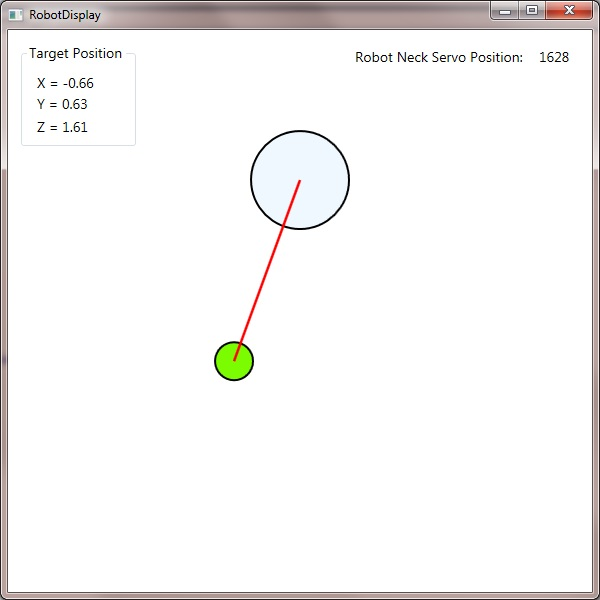 RobotDisplay
Target Position
Robot Neck Servo Position: 1628
X = -0.66
Y = 0.63
Z = 1.61